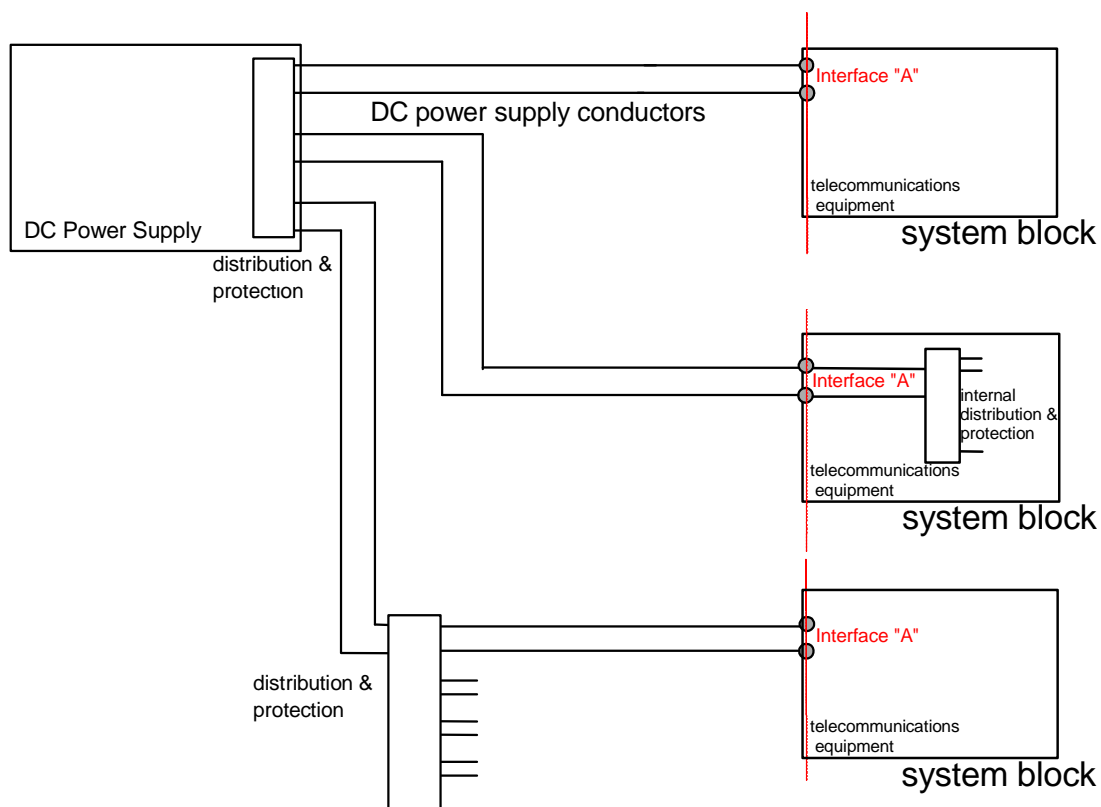 Interface "A"
DC power supply conductors
telecommunications
equipment
system block
DC Power Supply
distribution &
protection
Interface "A"
internal
distribution &
protection
telecommunications
equipment
system block
Interface "A"
distribution &
protection
telecommunications
equipment
system block